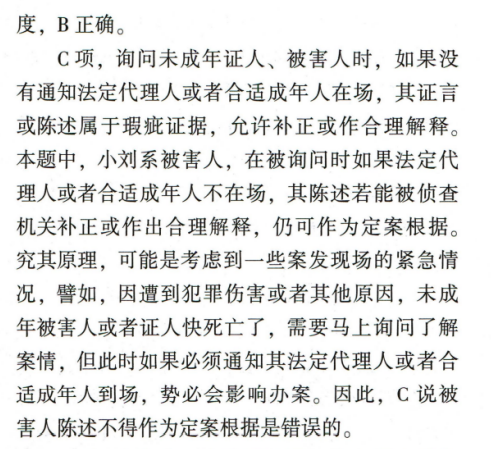 度，B 正确。
C 项，询问未成年证人、被害人时，如果没
有通知法定代理人或者合适成年人在场，其证言
或陈述属于瑕疵证据，允许补正或作合理解释。
本题中，小刘系被害人，在被询问时如果法定代
理人或者合适成年人不在场，其陈述若能被侦查
机关补正或作出合理解释，仍可作为定案根据。
究其原理，可能是考虑到一些案发现场的紧急情
况，譬如，因遭到犯罪伤害或者其他原因，未成
年被害人或者证人快死亡了，需要马上询问了解
案情，但此时如果必须通知其法定代理人或者合
适成年人到场，势必会影响办案。因此，C 说被
害人陈述不得作为定案根据是错误的。